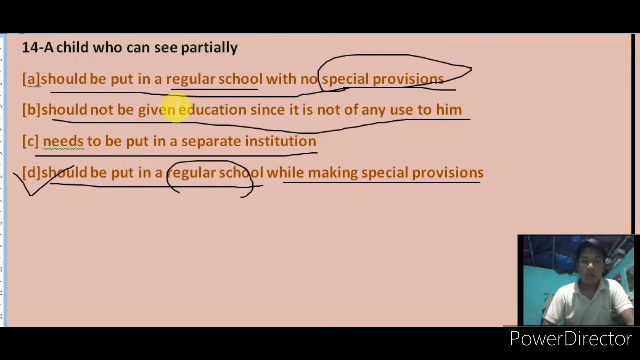 14-A child who can see partially
[a]should be put in a regular school with no special provisions
[b]should not be given education since it is not of any use to him
[c] needs to be put in a separate institution
[d]should be put in a regular school while making special provisions
PowerDirector